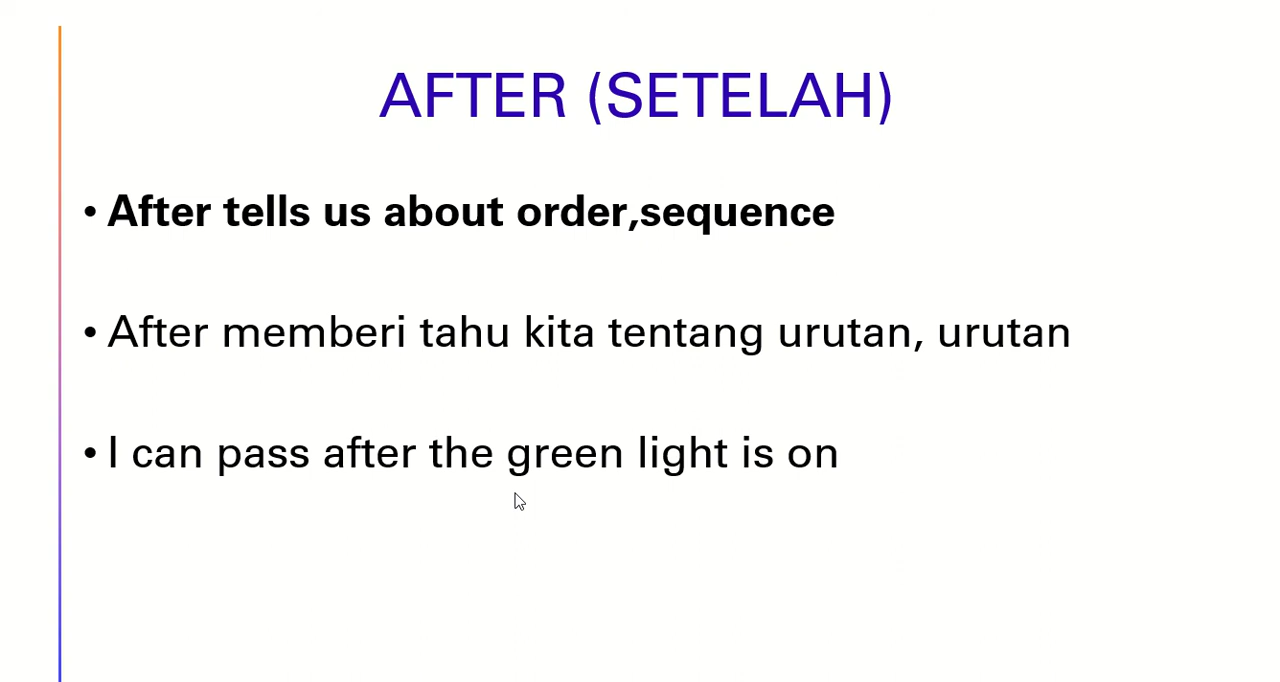 AFTER (SETELAH)
• After tells us about order,sequence
• After memberi tahu kita tentang urutan, urutan
• I can pass after the green light is on